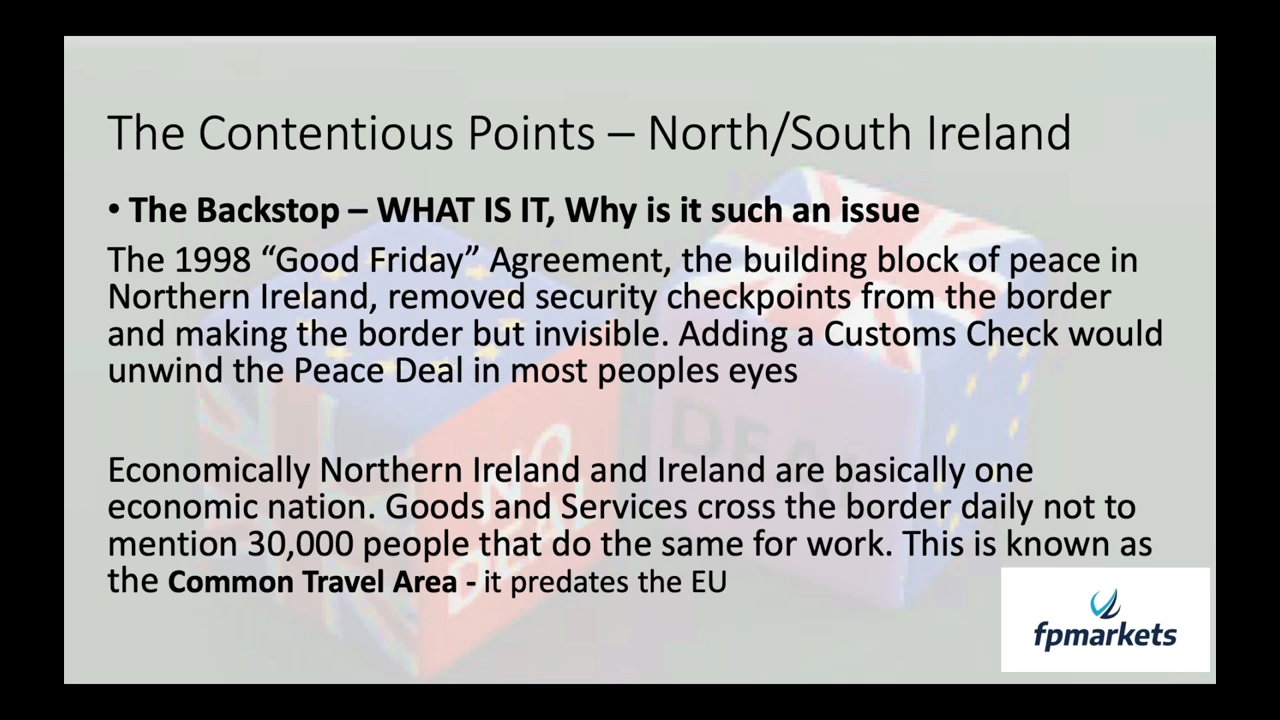 The Contentious Points – North/South Ireland
• The Backstop – WHAT IS IT, Why is it such an issue
The 1998 “Good Friday” Agreement, the building block of peace in
Northern Ireland, removed security checkpoints from the border
and making the border but invisible. Adding a Customs Check would
unwind the Peace Deal in most peoples eyes
Economically Northern Ireland and Ireland are basically one
economic nation. Goods and Services cross the border daily not to
mention 30,000 people that do the same for work. This is known as
the Common Travel Area - it predates the EU
NO
DEAL
DEAL
fpmarkets